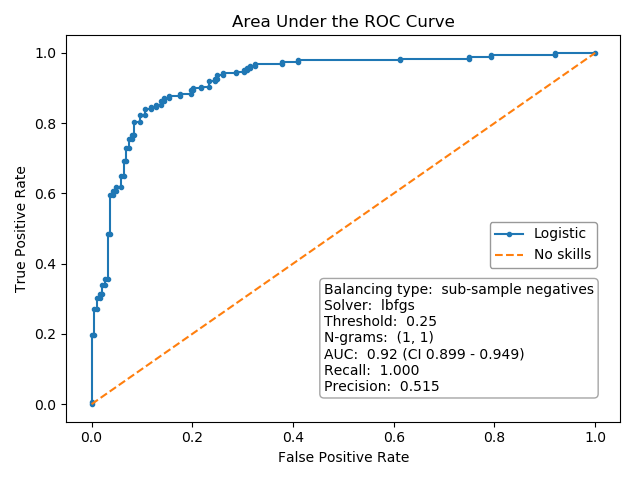 Area Under the ROC Curve
True Positive Rate
1.0
0.8
0.6
0.4
0.2
0.0
Logistic
No skills
Balancing type:  sub-sample negatives
Solver:  lbfgs
Threshold:  0.25
N-grams:  (1, 1)
AUC:  0.92 (CI 0.899 - 0.949)
Recall:  1.000
Precision:  0.515
0.0 0.2 0.4 0.6 0.8 1.0
False Positive Rate